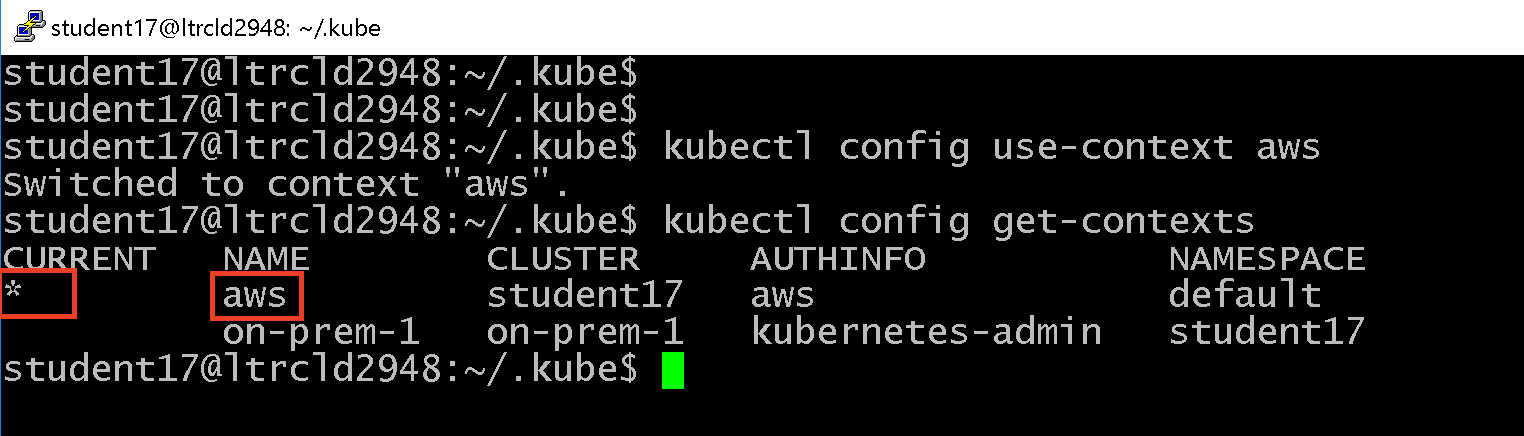 student17@ltrcld2948: ~/.kube
student17@ltrcld2948:~/.kube$
student17@ltrcld2948:~/.kube$
student17@ltrcld2948:~/.kube$ kubectl config use-context aws
Switched to context "aws".
student17@ltrcld2948:~/.kube$ kubectl config get-contexts
CURRENT   NAME        CLUSTER     AUTHINFO           NAMESPACE
*         aws         student17   aws                default
          on-prem-1   on-prem-1   kubernetes-admin   student17
student17@ltrcld2948:~/.kube$